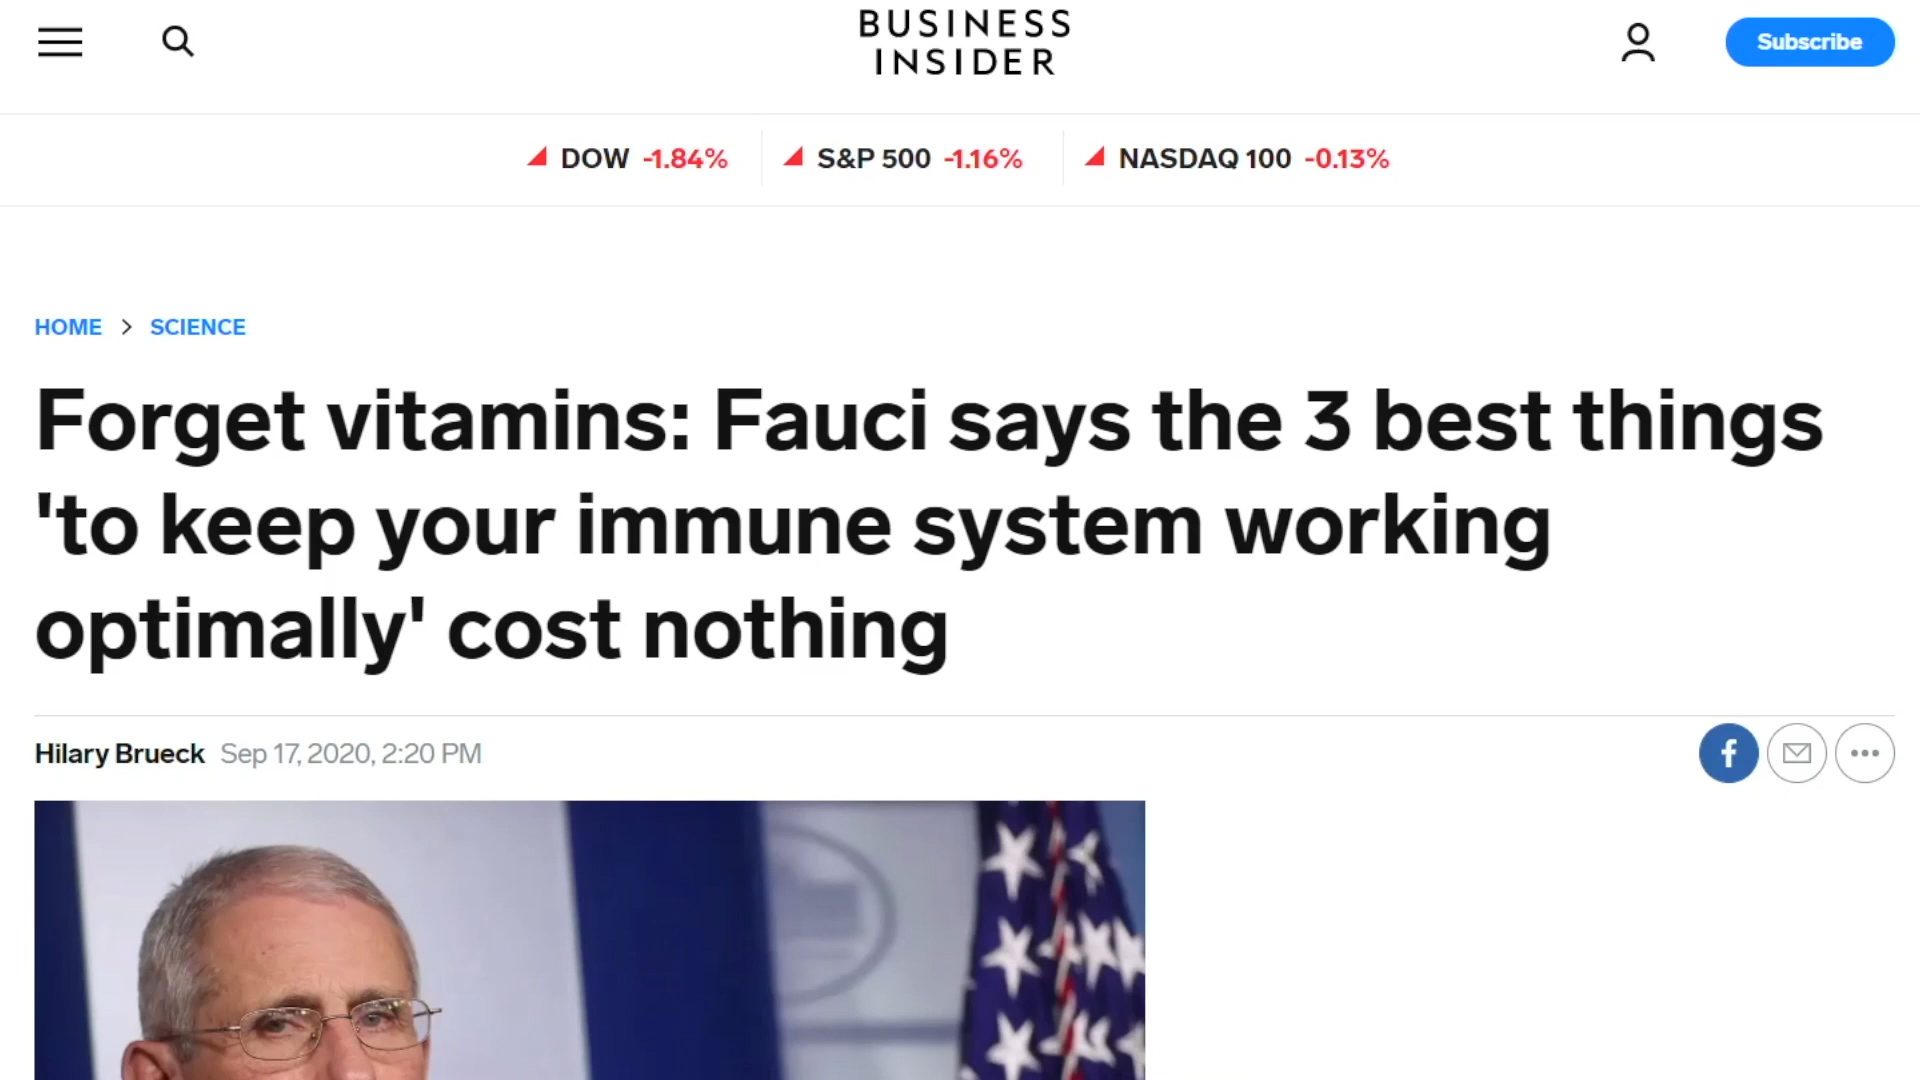 BUSINESS
INSIDER
Subscribe
DOW -1.84%
S&P 500 -1.16%
NASDAQ 100 -0.13%
HOME > SCIENCE
Forget vitamins: Fauci says the 3 best things
'to keep your immune system working
optimally' cost nothing
Hilary Brueck Sep 17, 2020, 2:20 PM